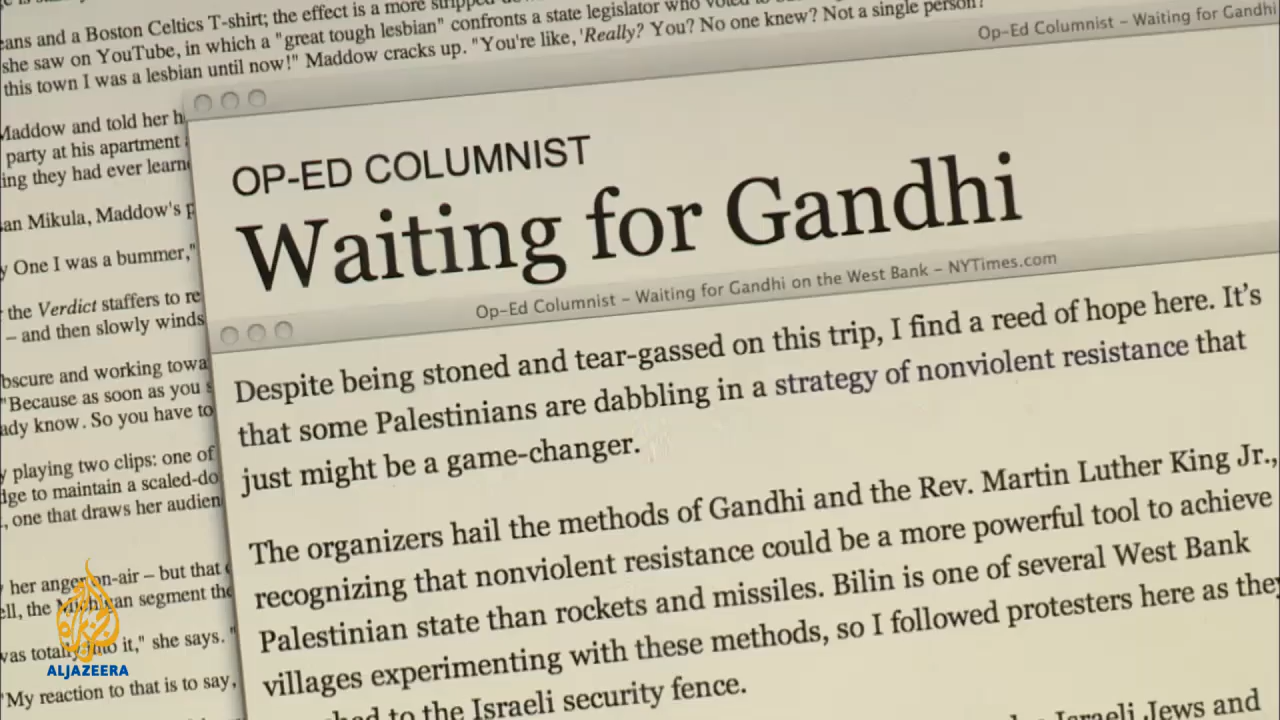 eans and a Boston Celtics T-shirt; the effect is a more stripped
she saw on YouTube, in which a "great tough lesbian" confronts a state legislator who voted to
this town I was a lesbian until now!" Maddow cracks up. "You're like, 'Really? You? No one knew? Not a single person?
Op-Ed Columnist – Waiting for Gandhi
Maddow and told her h
party at his apartment
ing they had ever learn
an Mikula, Maddow's p
y One I was a bummer,"
the Verdict staffers to re
– and then slowly winds
bscure and working towa
"Because as soon as you s
ady know. So you have to
y playing two clips: one of
dge to maintain a scaled-do
, one that draws her audien
her anger on-air – but that
ell, the Michigan segment the
was totally into it," she says. "
"My reaction to that is to say,
OP-ED COLUMNIST
Waiting for Gandhi
Op-Ed Columnist – Waiting for Gandhi on the West Bank – NYTimes.com
Despite being stoned and tear-gassed on this trip, I find a reed of hope here. It's
that some Palestinians are dabbling in a strategy of nonviolent resistance that
just might be a game-changer.
The organizers hail the methods of Gandhi and the Rev. Martin Luther King Jr.,
recognizing that nonviolent resistance could be a more powerful tool to achieve
Palestinian state than rockets and missiles. Bilin is one of several West Bank
villages experimenting with these methods, so I followed protesters here as they
to the Israeli security fence.
Israeli Jews and
ALJAZEERA